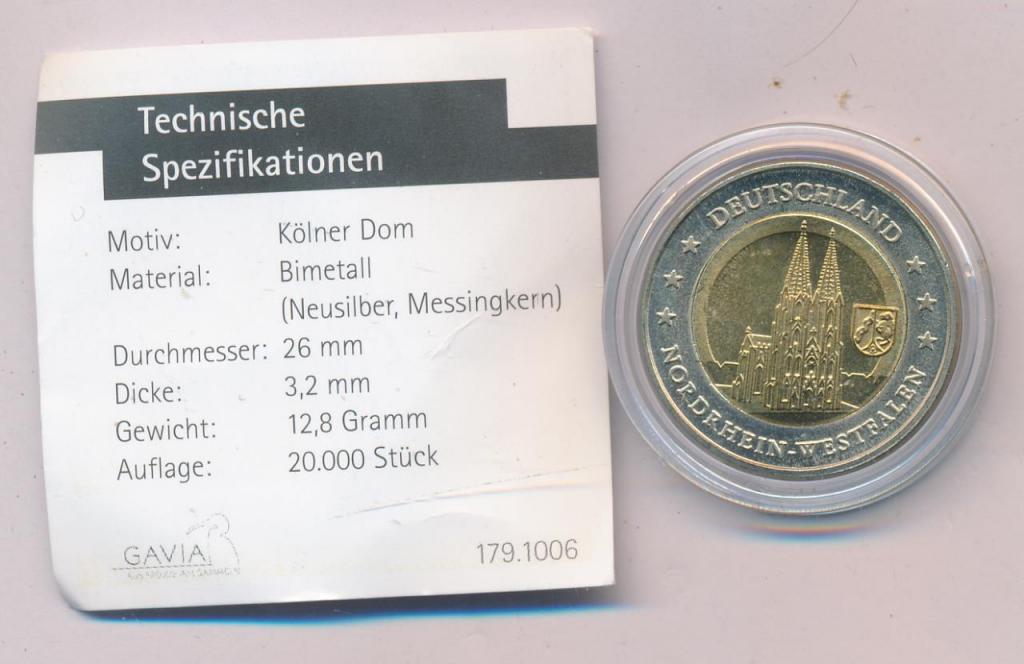 Technische
Spezifikationen
Motiv: Kölner Dom
Material: Bimetall
(Neusilber, Messingkern)
Durchmesser: 26 mm
Dicke: 3,2 mm
Gewicht: 12,8 Gramm
Auflage: 20.000 Stück
GAVIA
179.1006
DEUTSCHLAND
NORDRHEIN-WESTFALEN